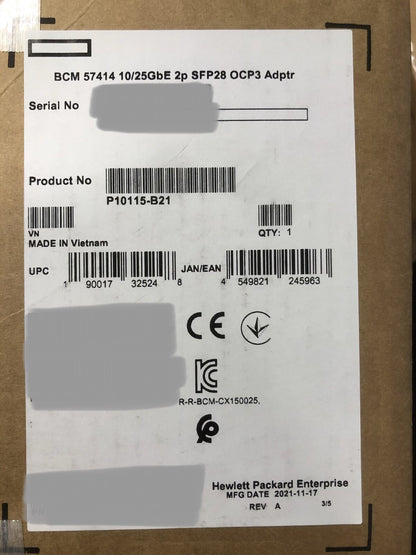 BCM 57414 10/25GbE 2p SFP28 OCP3 Adptr
Serial No
Product No
P10115-B21
VN
QTY: 1
MADE IN Vietnam
UPC
1 90017 32524 8
JAN/EAN
4 549821 245963
CE
R-R-BCM-CX150025,
Hewlett Packard Enterprise
MFG DATE 2021-11-17
REV A
3/5